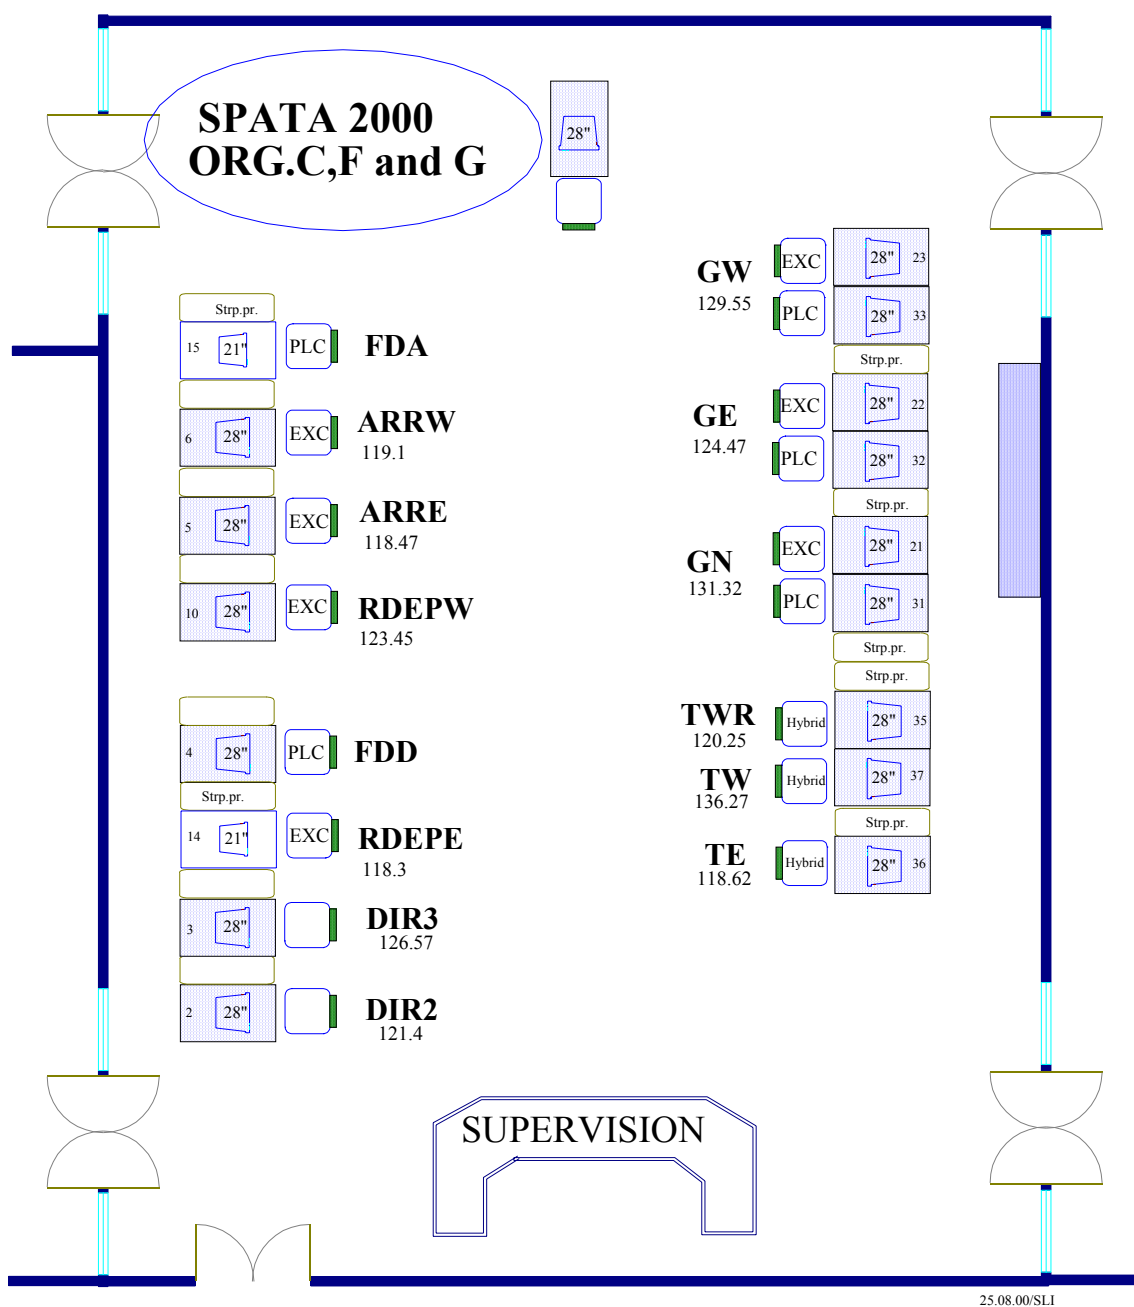 SPATA 2000
ORG.C,F and G
28"
GW
129.55
EXC
28"
23
PLC
28"
33
Strp.pr.
GE
124.47
EXC
28"
22
PLC
28"
32
Strp.pr.
GN
131.32
EXC
28"
21
PLC
28"
31
Strp.pr.
Strp.pr.
TWR
120.25
Hybrid
28"
35
TW
136.27
Hybrid
28"
37
Strp.pr.
TE
118.62
Hybrid
28"
36
Strp.pr.
15
21"
PLC
FDA
6
28"
EXC
ARRW
119.1
5
28"
EXC
ARRE
118.47
10
28"
EXC
RDEPW
123.45
4
28"
PLC
FDD
Strp.pr.
14
21"
EXC
RDEPE
118.3
3
28"
DIR3
126.57
2
28"
DIR2
121.4
SUPERVISION
25.08.00/SLI